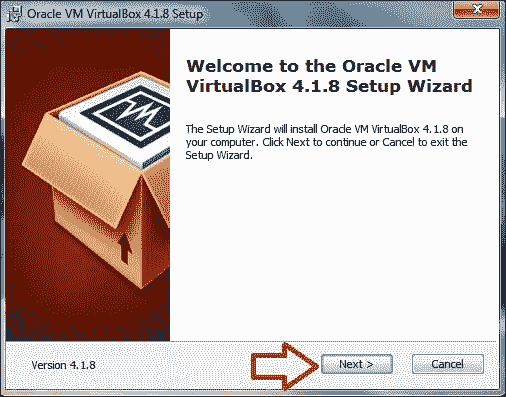 Oracle VM VirtualBox 4.1.8 Setup
Welcome to the Oracle VM
VirtualBox 4.1.8 Setup Wizard
The Setup Wizard will install Oracle VM VirtualBox 4.1.8 on
your computer. Click Next to continue or Cancel to exit the
Setup Wizard.
Version 4.1.8
Next >
Cancel